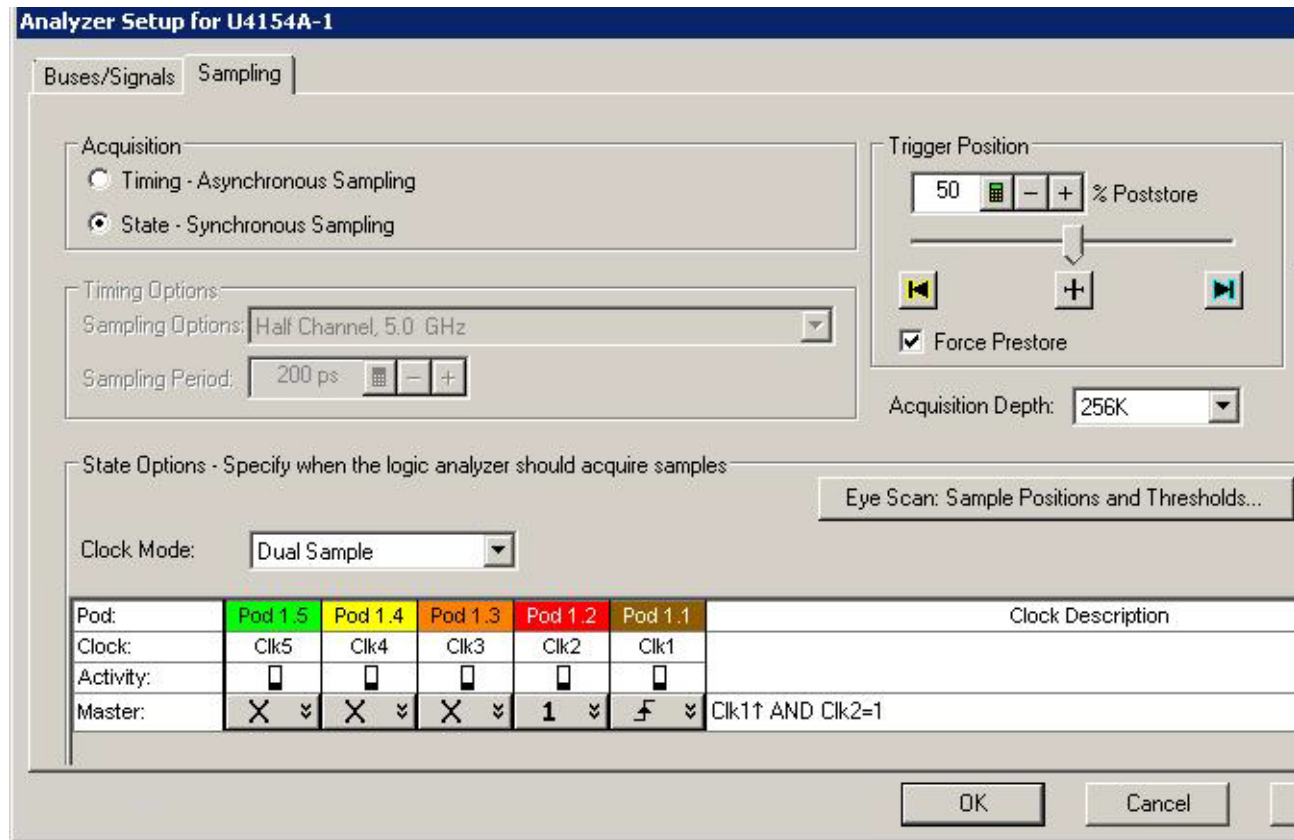 Analyzer Setup for U4154A-1
Buses/Signals Sampling
Acquisition
Timing - Asynchronous Sampling
State - Synchronous Sampling
Trigger Position
50 % Poststore
Force Prestore
Timing Options
Sampling Options: Half Channel, 5.0 GHz
Sampling Period: 200 ps
Acquisition Depth: 256K
State Options - Specify when the logic analyzer should acquire samples
Eye Scan: Sample Positions and Thresholds...
Clock Mode: Dual Sample
Pod: Pod 1.5 Pod 1.4 Pod 1.3 Pod 1.2 Pod 1.1 Clock Description
Clock: Clk5 Clk4 Clk3 Clk2 Clk1
Activity:
Master: X X X 1 Clk1↑ AND Clk2=1
OK Cancel